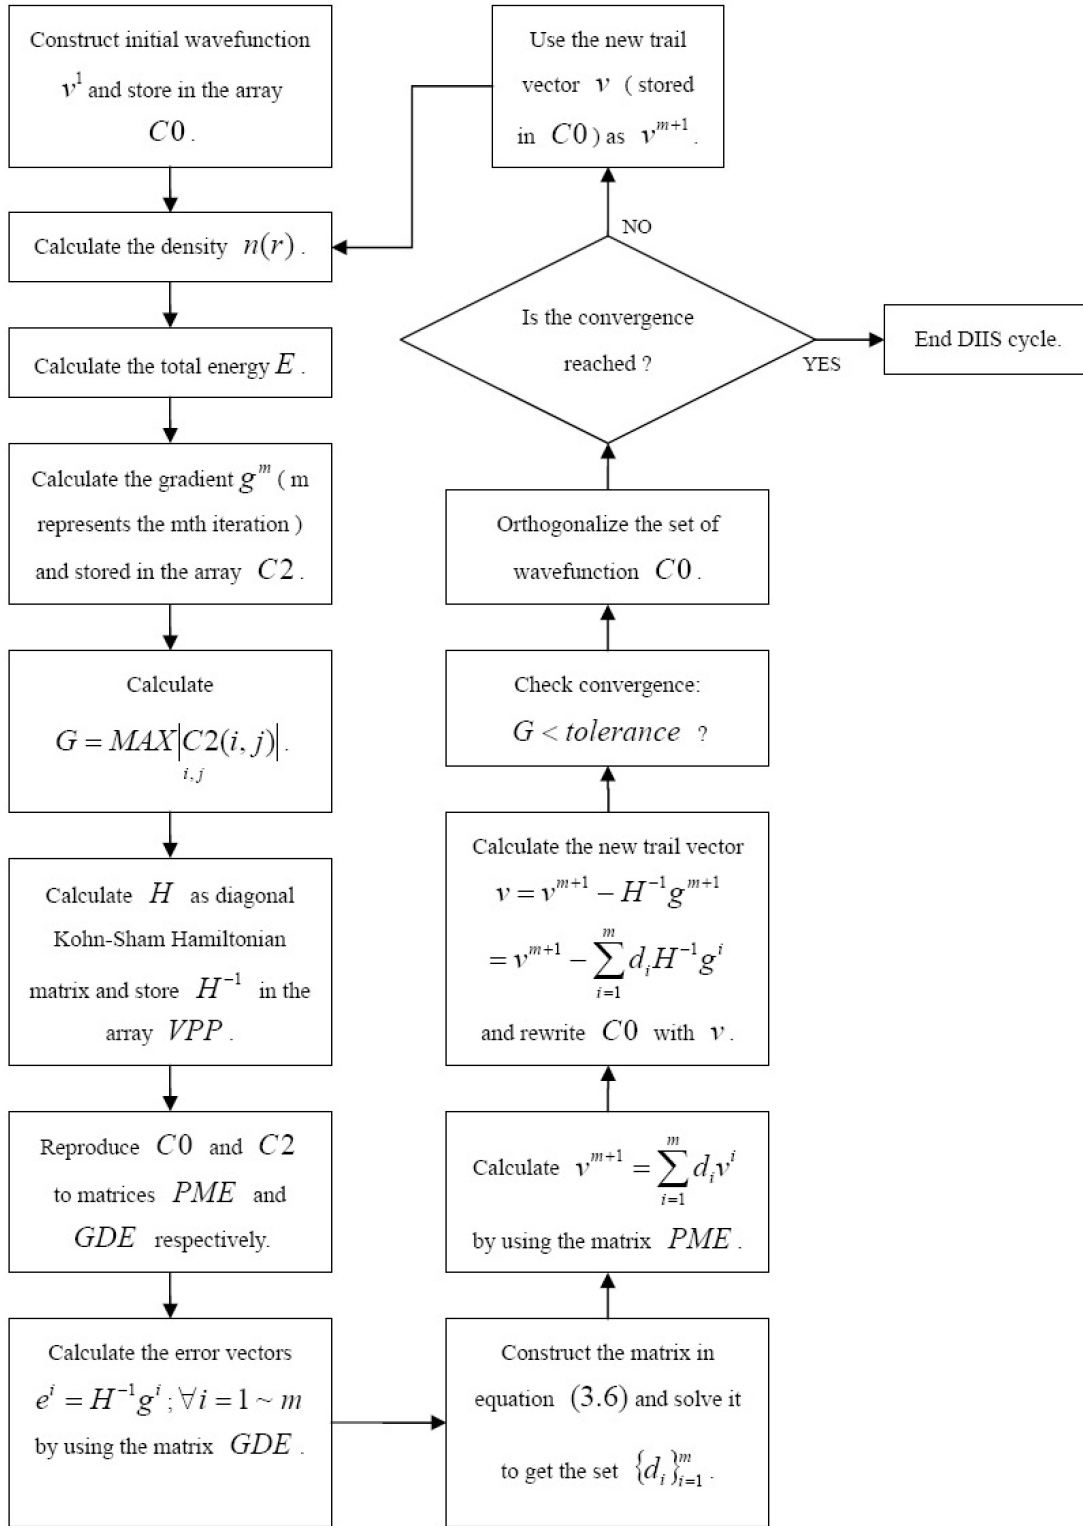 Construct initial wavefunction
v¹ and store in the array
C0 .
Calculate the density n(r).
Calculate the total energy E .
Calculate the gradient g^m ( m
represents the mth iteration )
and stored in the array C2 .
Calculate
G = MAX|C2(i, j)| .
i,j
Calculate H as diagonal
Kohn-Sham Hamiltonian
matrix and store H⁻¹ in the
array VPP .
Reproduce C0 and C2
to matrices PME and
GDE respectively.
Calculate the error vectors
e^i = H⁻¹g^i ; ∀i = 1 ~ m
by using the matrix GDE .
Construct the matrix in
equation (3.6) and solve it
to get the set {d_i}_{i=1}^m .
Calculate v^{m+1} = ∑_{i=1}^m d_i v^i
by using the matrix PME .
Calculate the new trail vector
v = v^{m+1} − H⁻¹g^{m+1}
= v^{m+1} − ∑_{i=1}^m d_i H⁻¹g^i
and rewrite C0 with v .
Check convergence:
G < tolerance ?
Orthogonalize the set of
wavefunction C0 .
Is the convergence
reached ?
NO
YES
Use the new trail
vector v ( stored
in C0 ) as v^{m+1} .
End DIIS cycle.